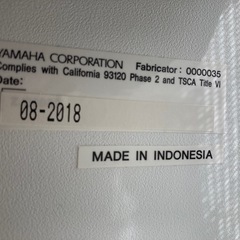 YAMAHA CORPORATION Fabricator: 0000035
Complies with California 93120 Phase 2 and TSCA Title VI
Date:
08-2018
MADE IN INDONESIA